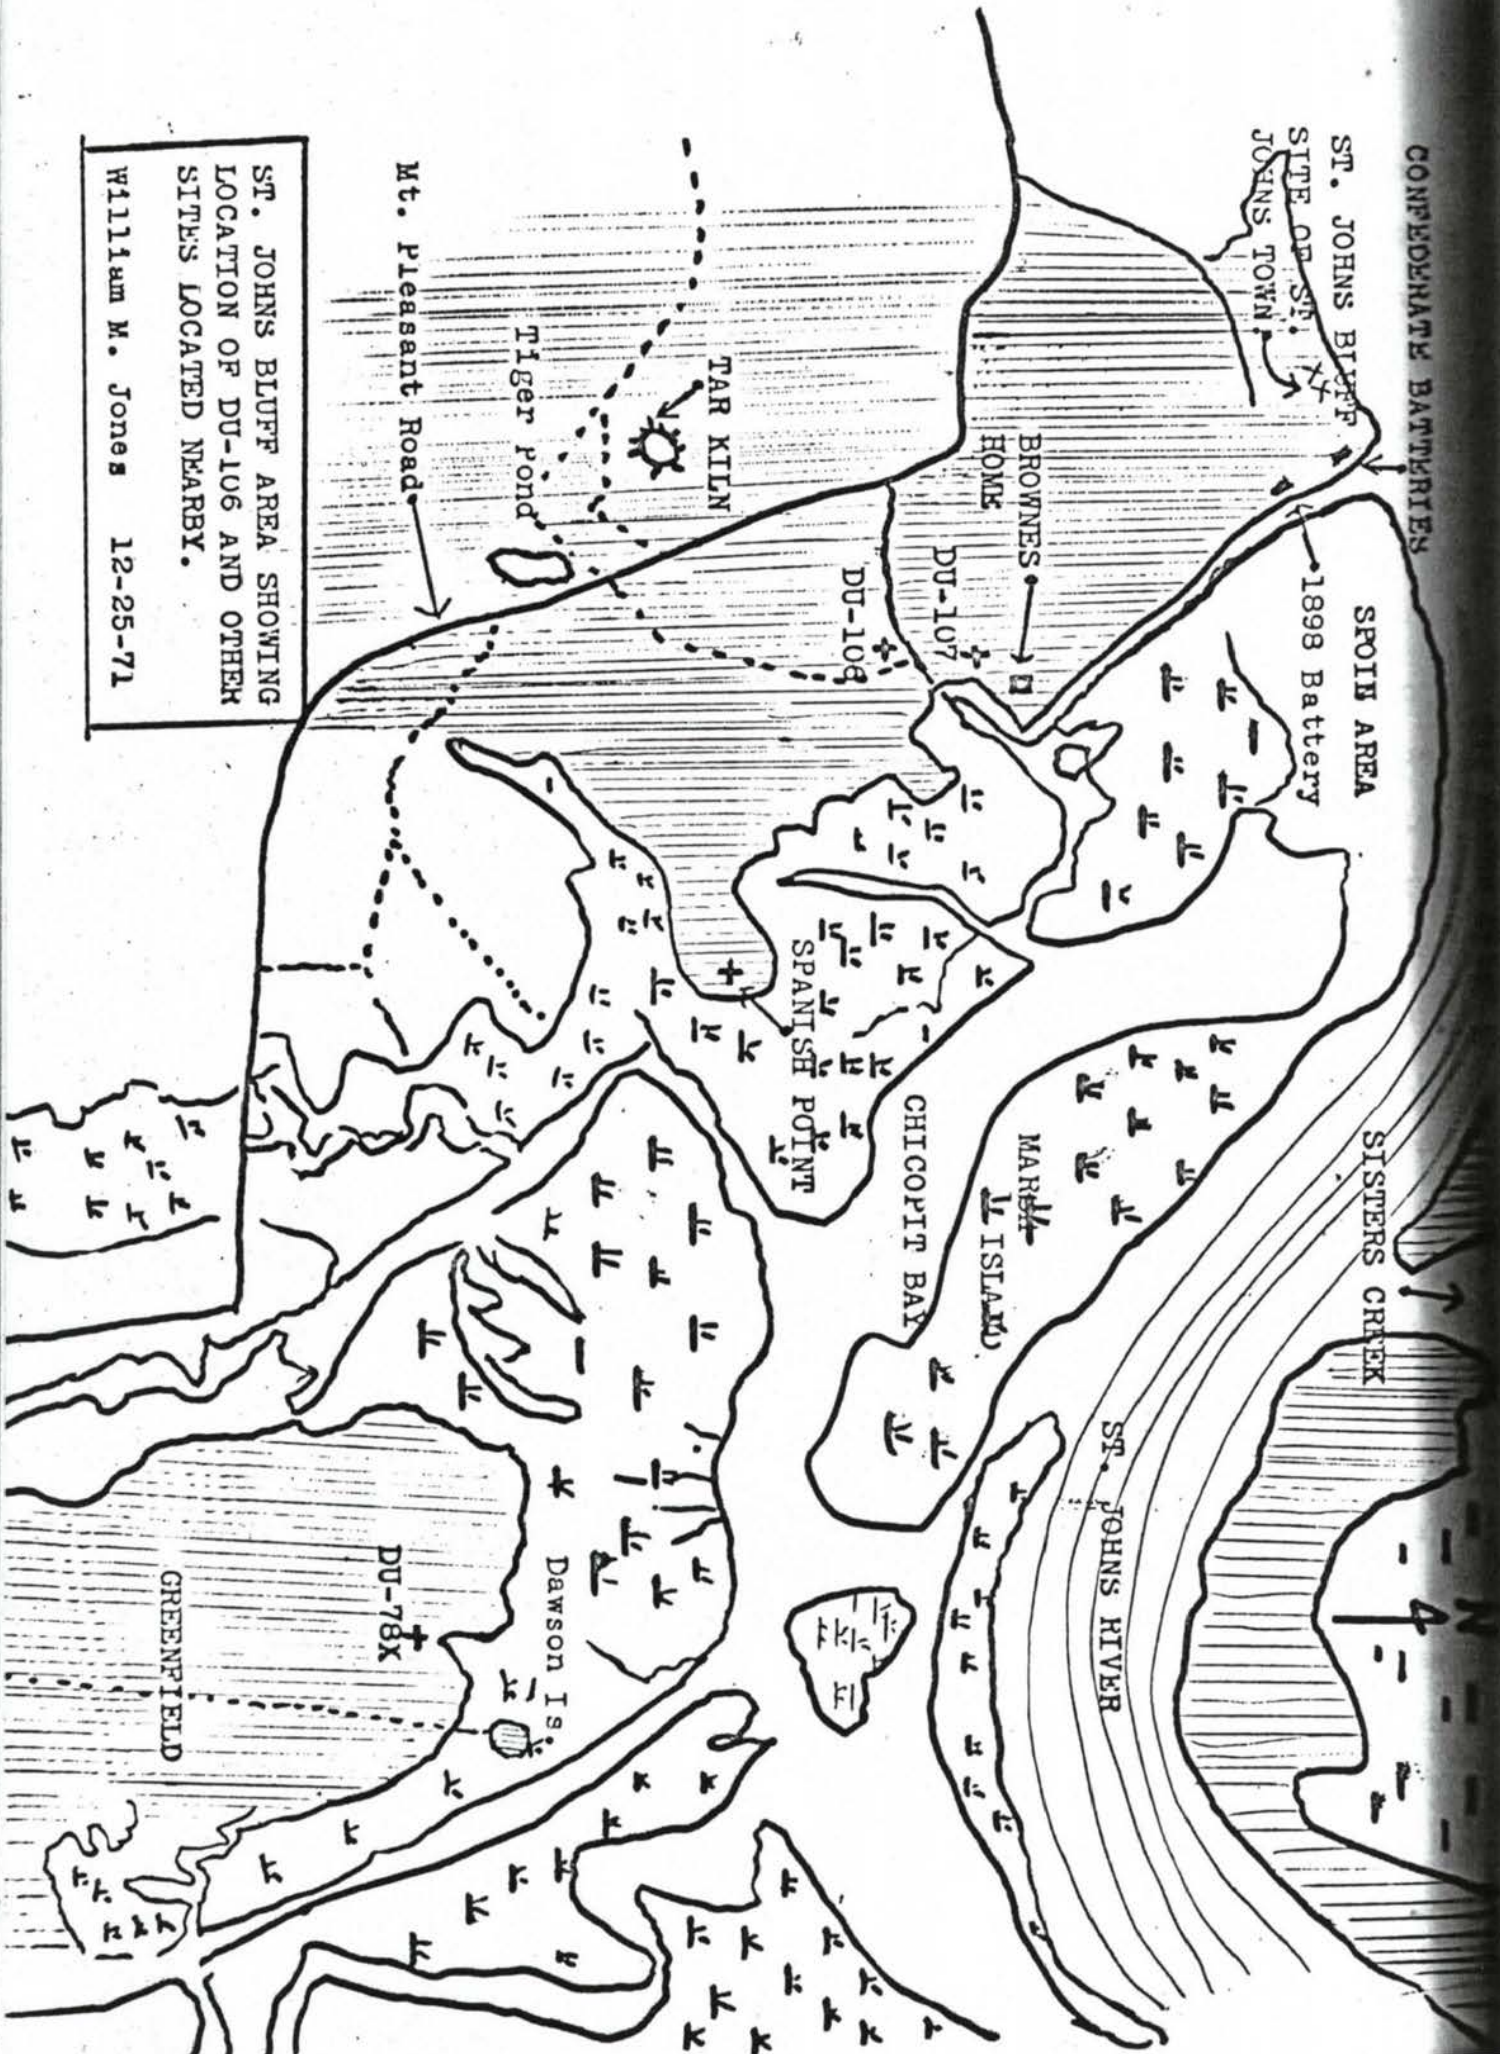 CONFEDERATE BATTERIES
ST. JOHNS BLUFF
SITE OF ST.
JOHNS TOWN.
SPOIL AREA
1898 Battery
SISTERS CREEK
N
BROWNES
HOME
DU-107
DU-106
TAR KILN
Tiger Pond
Mt. Pleasant Road
MARSH
ISLAND
CHICOPIT BAY
SPANISH POINT
ST. JOHNS RIVER
Dawson Is.
DU-78X
GREENFIELD
ST. JOHNS BLUFF AREA SHOWING
LOCATION OF DU-106 AND OTHER
SITES LOCATED NEARBY.
William M. Jones 12-25-71